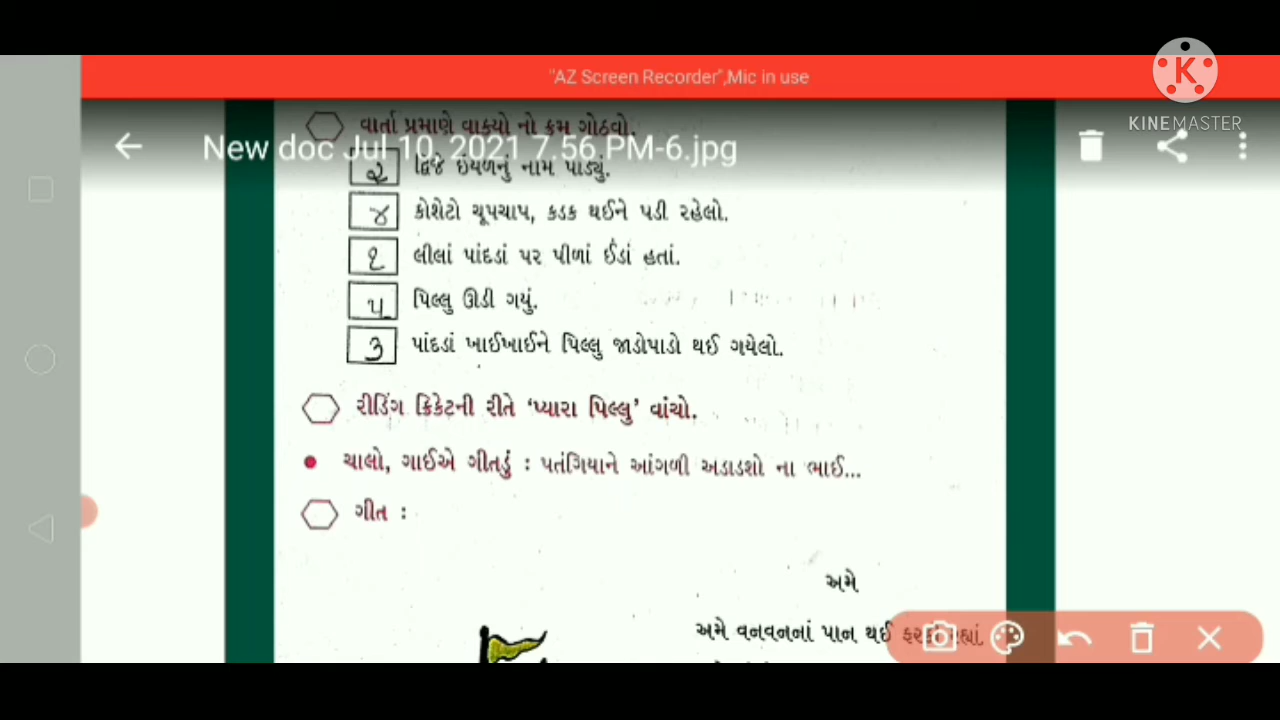 "AZ Screen Recorder",Mic in use
KINEMASTER
વાર્તા પ્રમાણે વાક્યો નો ક્રમ ગોઠવો.
New doc Jul 10, 2021 7.56 PM-6.jpg
૨ દ્વિજે ઇયળનું નામ પાડ્યું.
૪ કોશેટો ચૂપચાપ, કડક થઈને પડી રહેલો.
૧ લીલાં પાંદડાં પર પીળાં ઈંડાં હતાં.
૫ પિલ્લુ ઊડી ગયું.
૩ પાંદડાં ખાઈખાઈને પિલ્લુ જાડોપાડો થઈ ગયેલો.
રીડિંગ ક્રિકેટની રીતે ‘પ્યારા પિલ્લુ’ વાંચો.
ચાલો, ગાઈએ ગીતડું : પતંગિયાને આંગળી અડાડશો ના ભાઈ...
ગીત :
અમે
અમે વનવનનાં પાન થઈ ફરકી રહ્યાં.